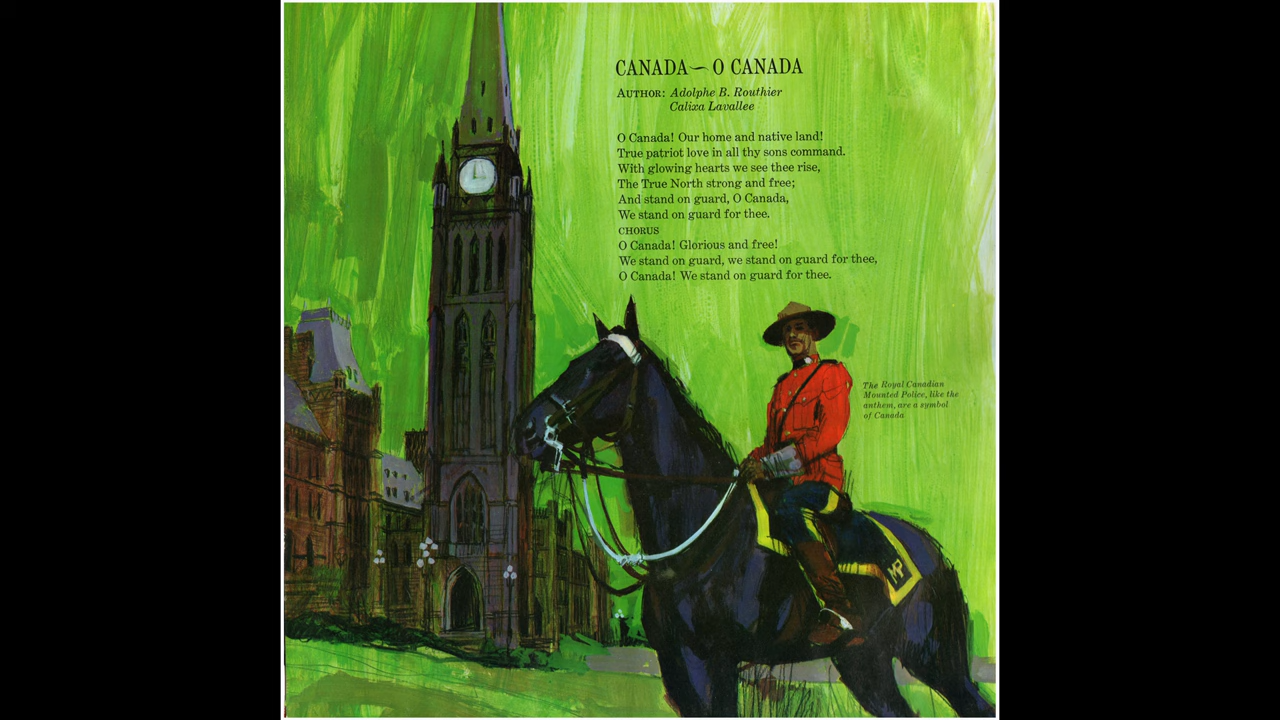 CANADA~O CANADA
AUTHOR: Adolphe B. Routhier
Calixa Lavallee
O Canada! Our home and native land!
True patriot love in all thy sons command.
With glowing hearts we see thee rise,
The True North strong and free;
And stand on guard, O Canada,
We stand on guard for thee.
CHORUS
O Canada! Glorious and free!
We stand on guard, we stand on guard for thee,
O Canada! We stand on guard for thee.
The Royal Canadian
Mounted Police, like the
anthem, are a symbol
of Canada
MP